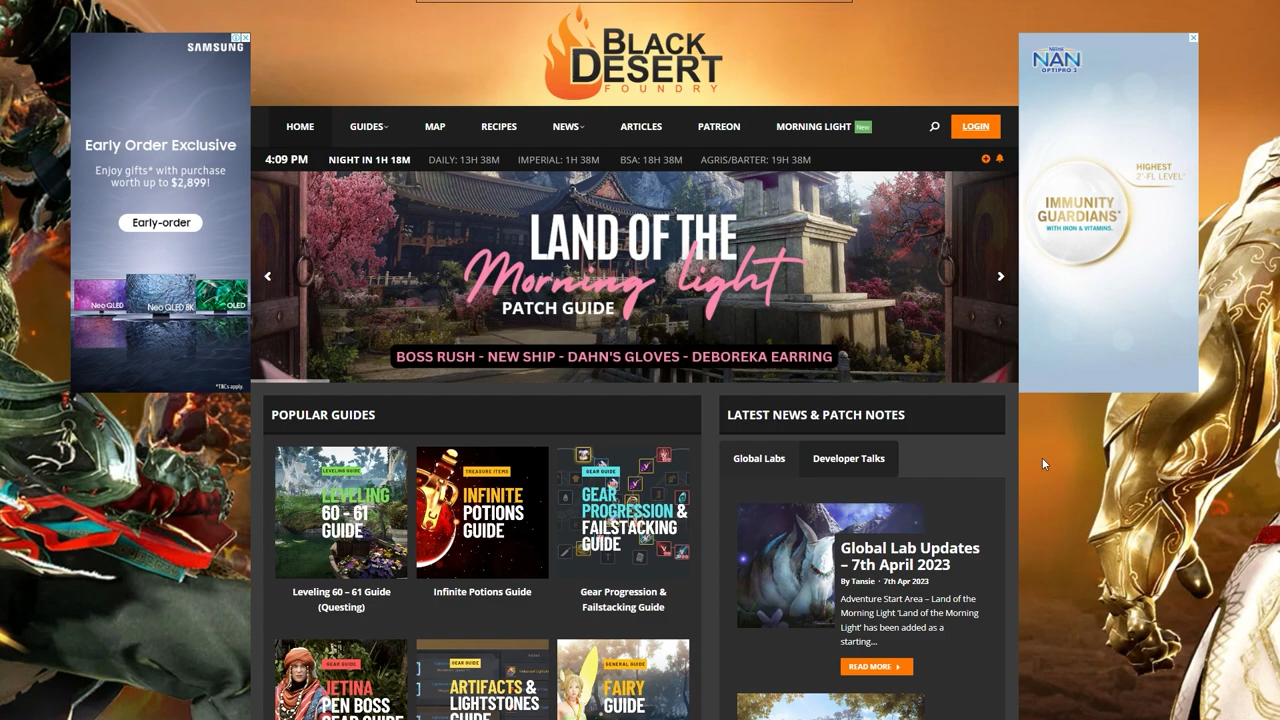 BLACK
DESERT
FOUNDRY
SAMSUNG
Early Order Exclusive
Enjoy gifts* with purchase
worth up to $2,899!
Early-order
Neo QLED
Neo QLED 8K
OLED
*T&Cs apply.
HOME
GUIDES
MAP
RECIPES
NEWS
ARTICLES
PATREON
MORNING LIGHT New
LOGIN
4:09 PM
NIGHT IN 1H 18M
DAILY: 13H 38M
IMPERIAL: 1H 38M
BSA: 18H 38M
AGRIS/BARTER: 19H 38M
LAND OF THE
Morning light
PATCH GUIDE
BOSS RUSH - NEW SHIP - DAHN'S GLOVES - DEBOREKA EARRING
Nestlé
NAN
OPTIPRO 2
HIGHEST
2'-FL LEVEL*
IMMUNITY
GUARDIANS*
WITH IRON & VITAMINS.
POPULAR GUIDES
LEVELING GUIDE
LEVELING
60 - 61
GUIDE
Leveling 60 – 61 Guide
(Questing)
TREASURE ITEMS
INFINITE
POTIONS
GUIDE
Infinite Potions Guide
GEAR GUIDE
GEAR
PROGRESSION &
FAILSTACKING
GUIDE
Gear Progression &
Failstacking Guide
GEAR GUIDE
JETINA
PEN BOSS
GEAR GUIDE
GEAR GUIDE
ARTIFACTS &
LIGHTSTONES
GUIDE
GENERAL GUIDE
FAIRY
GUIDE
LATEST NEWS & PATCH NOTES
Global Labs
Developer Talks
Global Lab Updates
– 7th April 2023
By Tansie · 7th Apr 2023
Adventure Start Area – Land of the
Morning Light 'Land of the Morning
Light' has been added as a
starting...
READ MORE